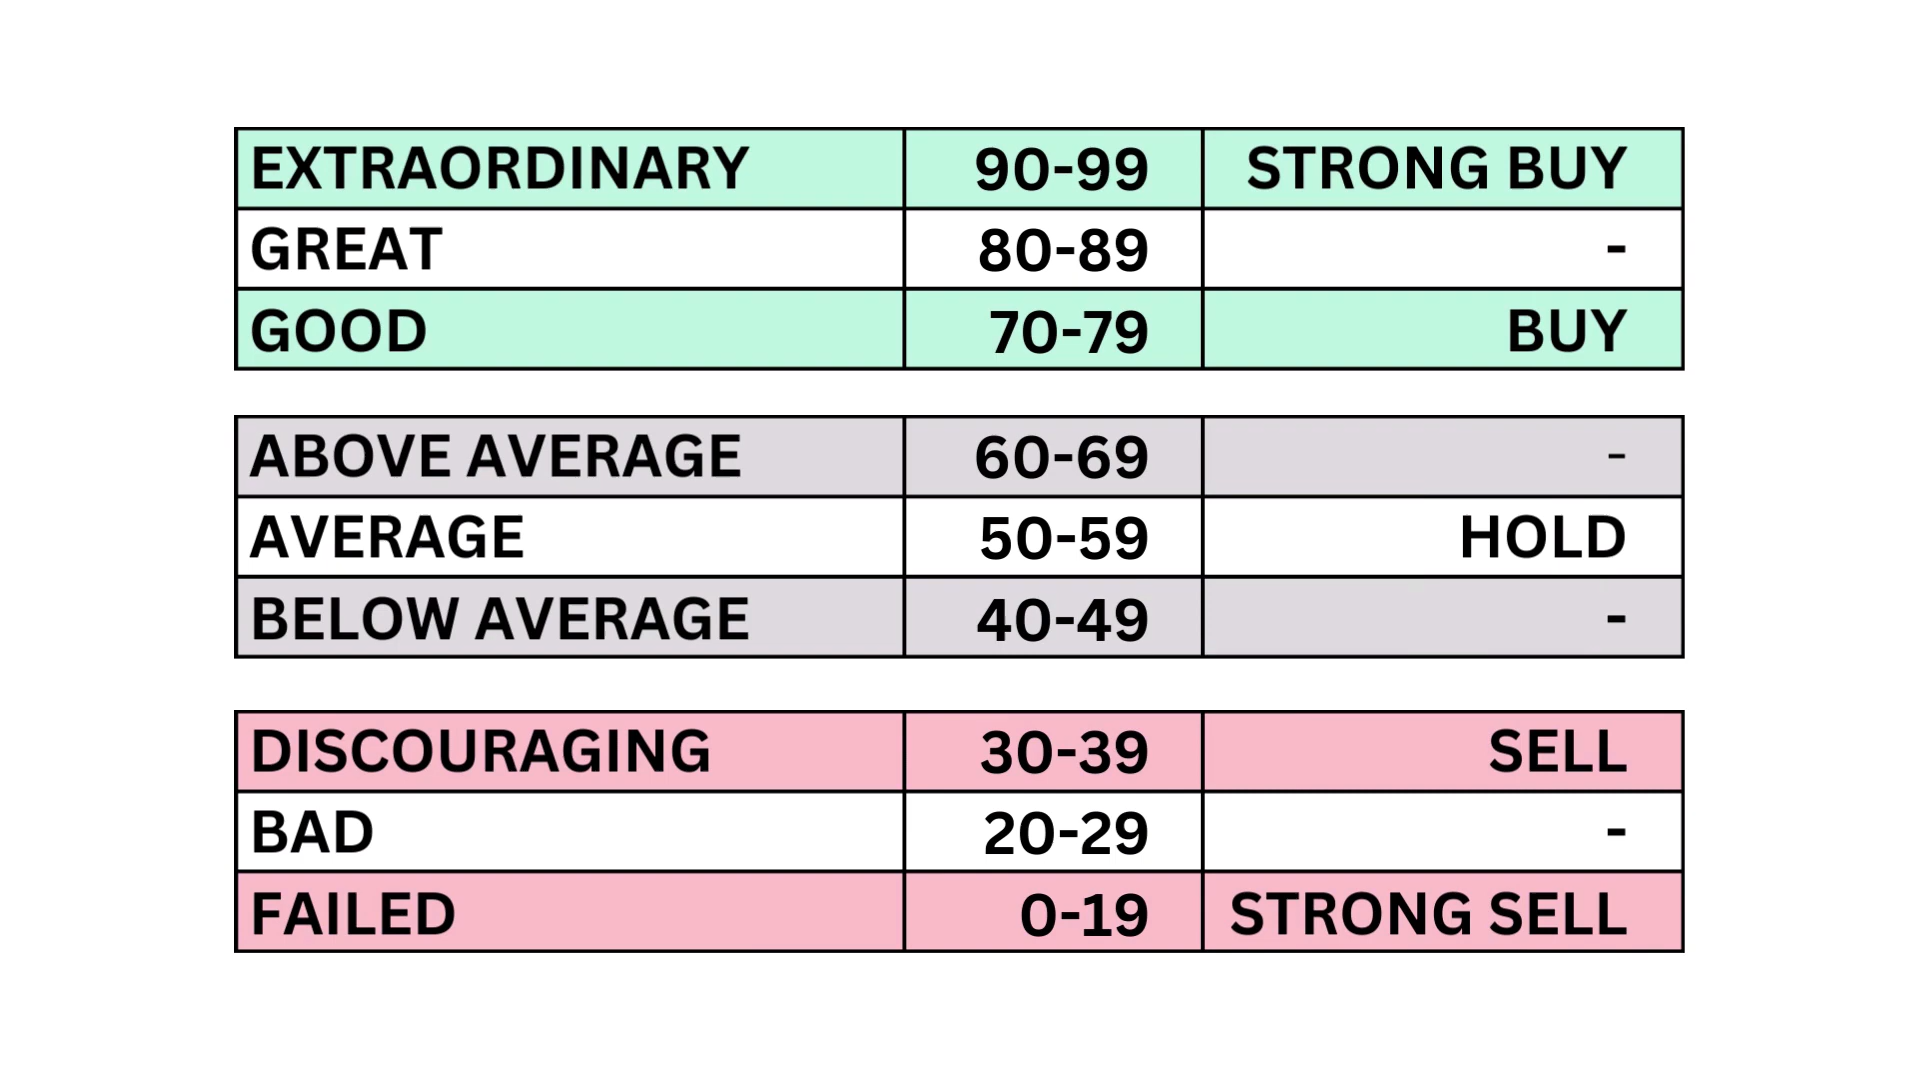 EXTRAORDINARY 90-99 STRONG BUY
GREAT 80-89 -
GOOD 70-79 BUY
ABOVE AVERAGE 60-69 -
AVERAGE 50-59 HOLD
BELOW AVERAGE 40-49 -
DISCOURAGING 30-39 SELL
BAD 20-29 -
FAILED 0-19 STRONG SELL